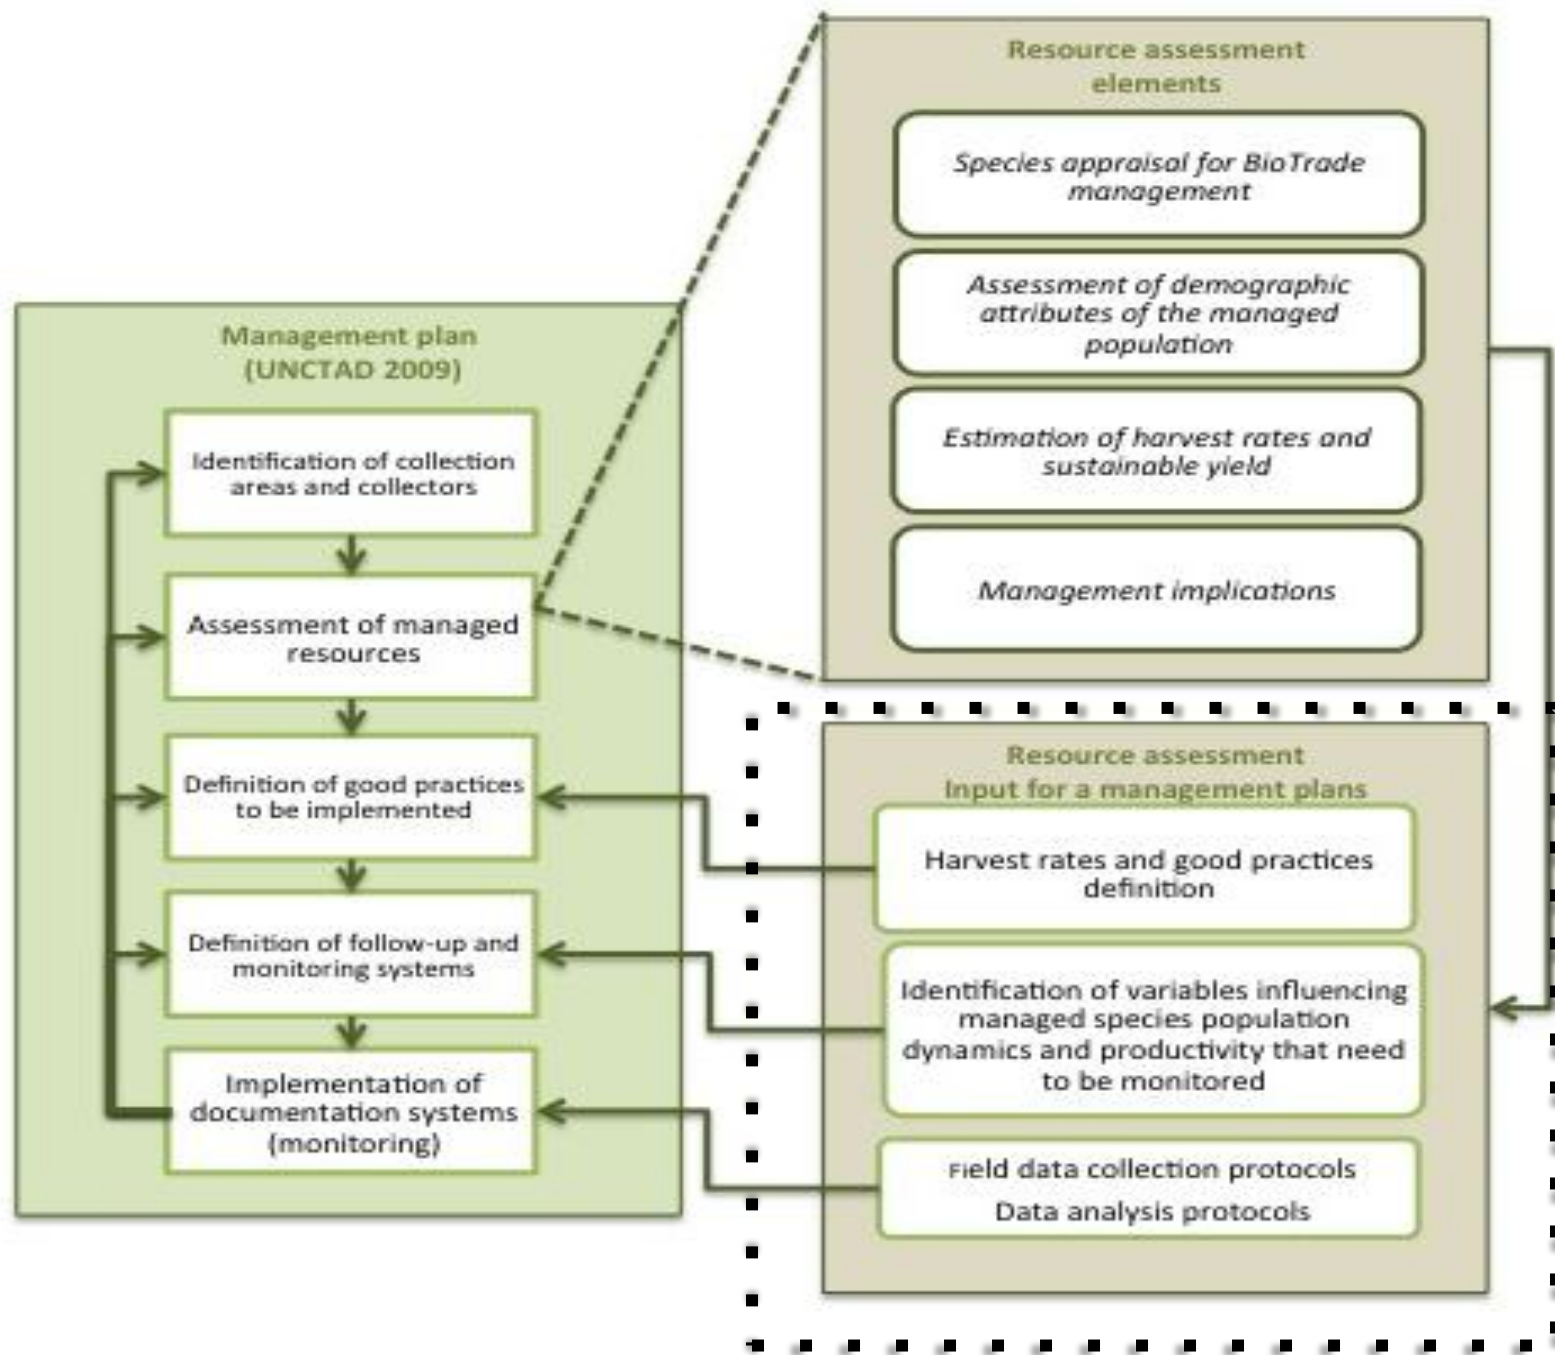 Management plan
(UNCTAD 2009)
Identification of collection
areas and collectors
Assessment of managed
resources
Definition of good practices
to be implemented
Definition of follow-up and
monitoring systems
Implementation of
documentation systems
(monitoring)
Resource assessment
elements
Species appraisal for BioTrade
management
Assessment of demographic
attributes of the managed
population
Estimation of harvest rates and
sustainable yield
Management implications
Resource assessment
Input for a management plans
Harvest rates and good practices
definition
Identification of variables influencing
managed species population
dynamics and productivity that need
to be monitored
Field data collection protocols
Data analysis protocols